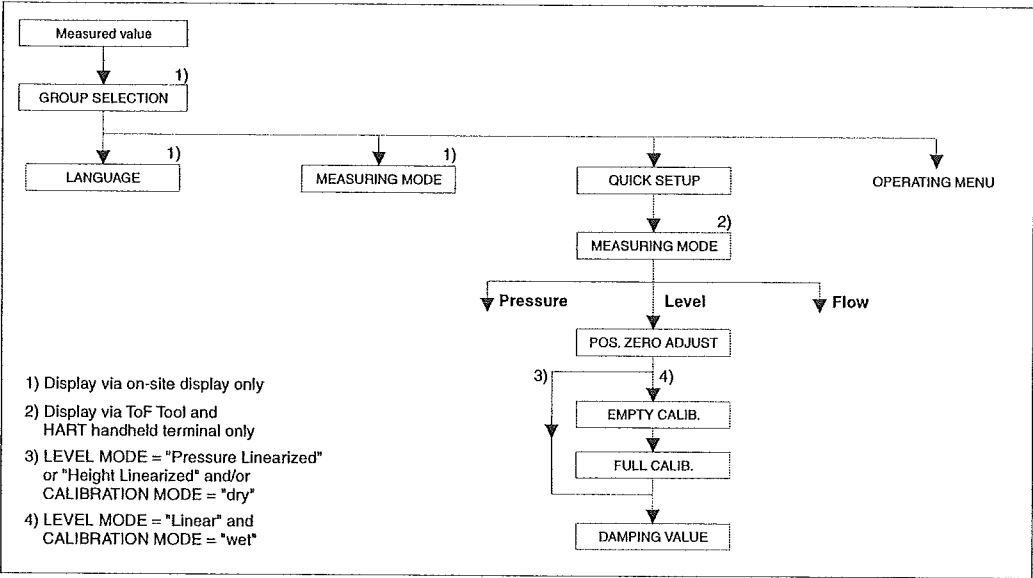 Measured value
1)
GROUP SELECTION
1)
LANGUAGE
1)
MEASURING MODE
QUICK SETUP
OPERATING MENU
2)
MEASURING MODE
Pressure
Level
Flow
POS. ZERO ADJUST
3)
4)
EMPTY CALIB.
FULL CALIB.
DAMPING VALUE
1) Display via on-site display only
2) Display via ToF Tool and
HART handheld terminal only
3) LEVEL MODE = "Pressure Linearized"
or "Height Linearized" and/or
CALIBRATION MODE = "dry"
4) LEVEL MODE = "Linear" and
CALIBRATION MODE = "wet"